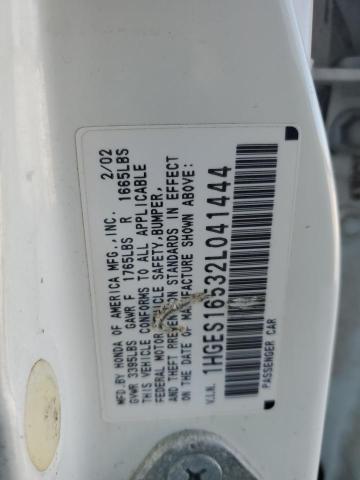 MFD.BY HONDA OF AMERICA MFG.,INC. 2/02
GVWR 3395LBS GAWR F 1765LBS R 1665LBS
THIS VEHICLE CONFORMS TO ALL APPLICABLE
FEDERAL MOTOR VEHICLE SAFETY,BUMPER,
AND THEFT PREVENTION STANDARDS IN EFFECT
ON THE DATE OF MANUFACTURE SHOWN ABOVE:
V.I.N. 1HGES16532L041444
PASSENGER CAR